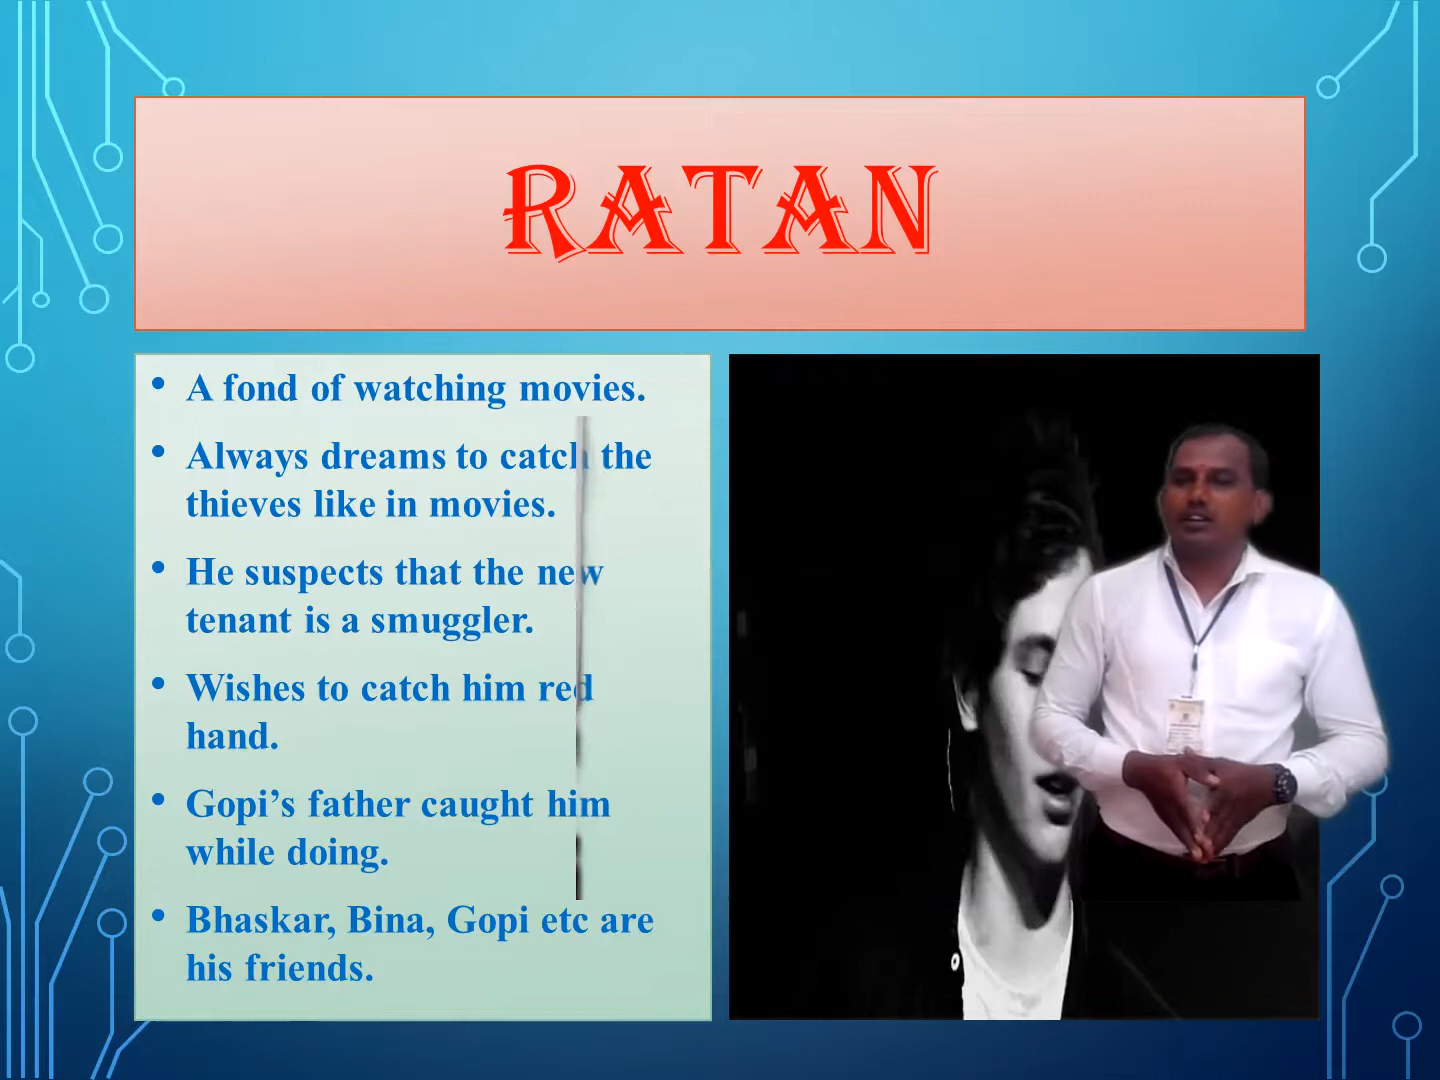 RATAN
• A fond of watching movies.
• Always dreams to catch the
thieves like in movies.
• He suspects that the new
tenant is a smuggler.
• Wishes to catch him red
hand.
• Gopi’s father caught him
while doing.
• Bhaskar, Bina, Gopi etc are
his friends.